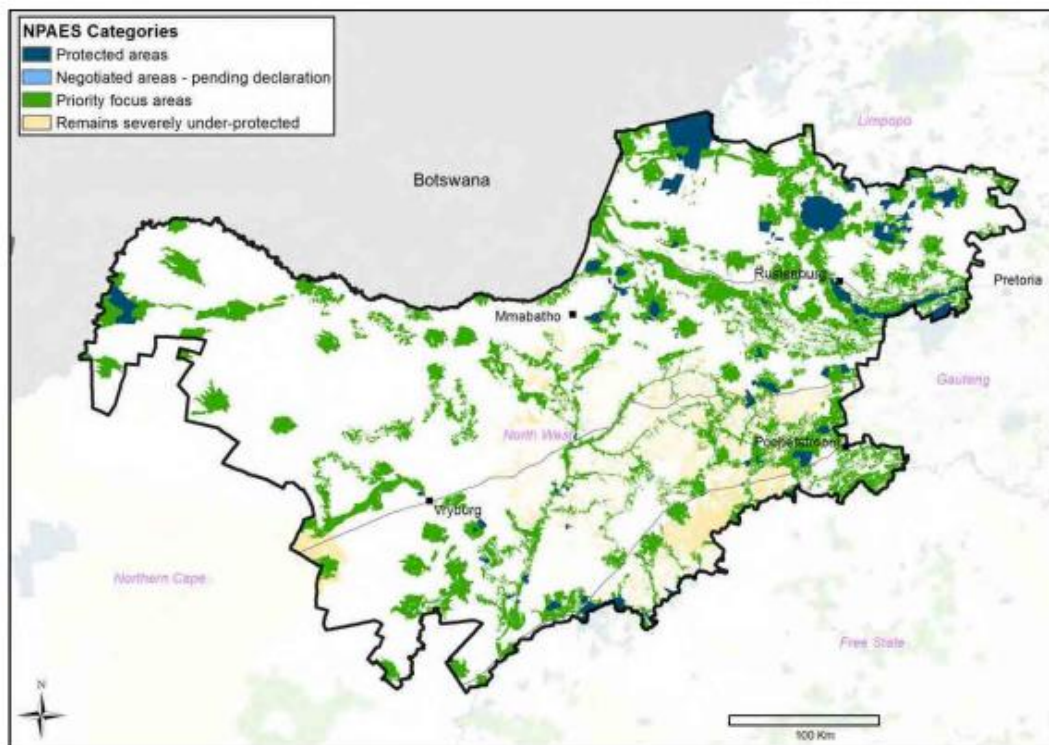 NPAES Categories
Protected areas
Negotiated areas - pending declaration
Priority focus areas
Remains severely under-protected
Limpopo
Botswana
Rustenburg
Pretoria
Mmabatho
Gauteng
North West
Potchefstroom
Vryburg
Northern Cape
Free State
N
100 Km